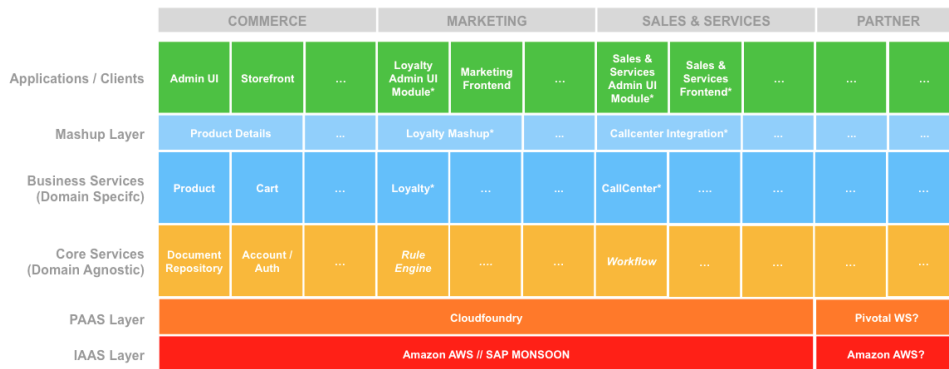 COMMERCE MARKETING SALES & SERVICES PARTNER
Applications / Clients
Admin UI
Storefront
...
Loyalty
Admin UI
Module*
Marketing
Frontend
...
Sales &
Services
Admin UI
Module*
Sales &
Services
Frontend*
...
...
...
Mashup Layer
Product Details
...
Loyalty Mashup*
...
Callcenter Integration*
...
...
...
Business Services
(Domain Specifc)
Product
Cart
...
Loyalty*
...
...
CallCenter*
....
...
...
...
Core Services
(Domain Agnostic)
Document
Repository
Account /
Auth
...
Rule
Engine
....
...
Workflow
...
...
...
...
PAAS Layer
Cloudfoundry
Pivotal WS?
IAAS Layer
Amazon AWS // SAP MONSOON
Amazon AWS?